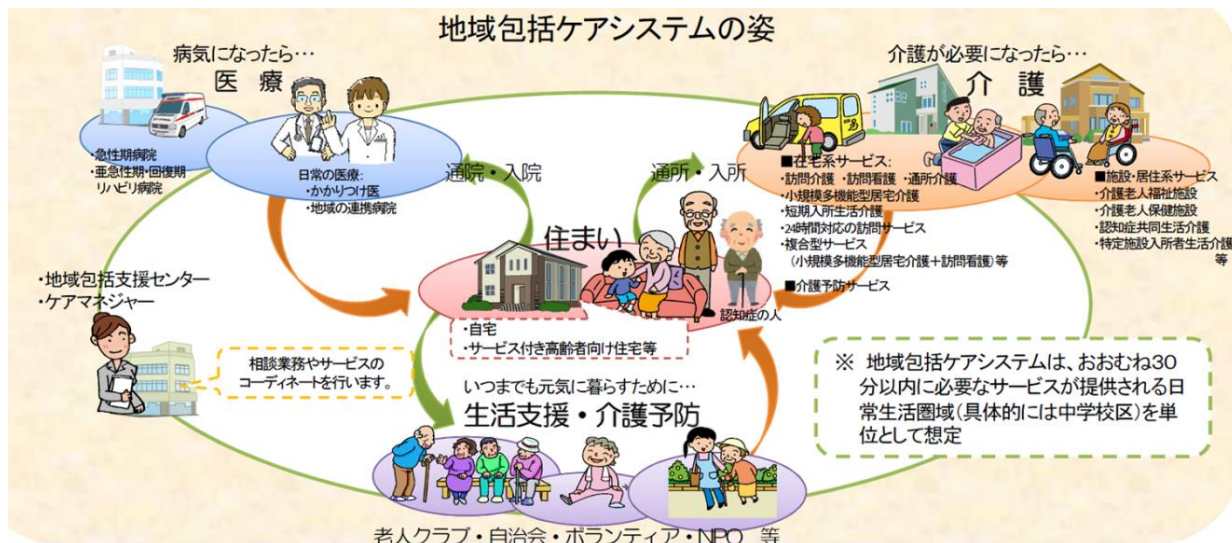 地域包括ケアシステムの姿
病気になったら…
医 療
・急性期病院
・亜急性期・回復期
リハビリ病院
日常の医療:
・かかりつけ医
・地域の連携病院
通院・入院
通所・入所
介護が必要になったら…
介 護
■在宅系サービス:
・訪問介護 ・訪問看護 ・通所介護
・小規模多機能型居宅介護
・短期入所生活介護
・24時間対応の訪問サービス
・複合型サービス
(小規模多機能型居宅介護+訪問看護)等
■介護予防サービス
■施設・居住系サービス
・介護老人福祉施設
・介護老人保健施設
・認知症共同生活介護
・特定施設入所者生活介護
等
住まい
認知症の人
・自宅
・サービス付き高齢者向け住宅等
・地域包括支援センター
・ケアマネジャー
相談業務やサービスの
コーディネートを行います。
いつまでも元気に暮らすために…
生活支援・介護予防
老人クラブ・自治会・ボランティア・NPO 等
※ 地域包括ケアシステムは、おおむね30
分以内に必要なサービスが提供される日
常生活圏域(具体的には中学校区)を単
位として想定